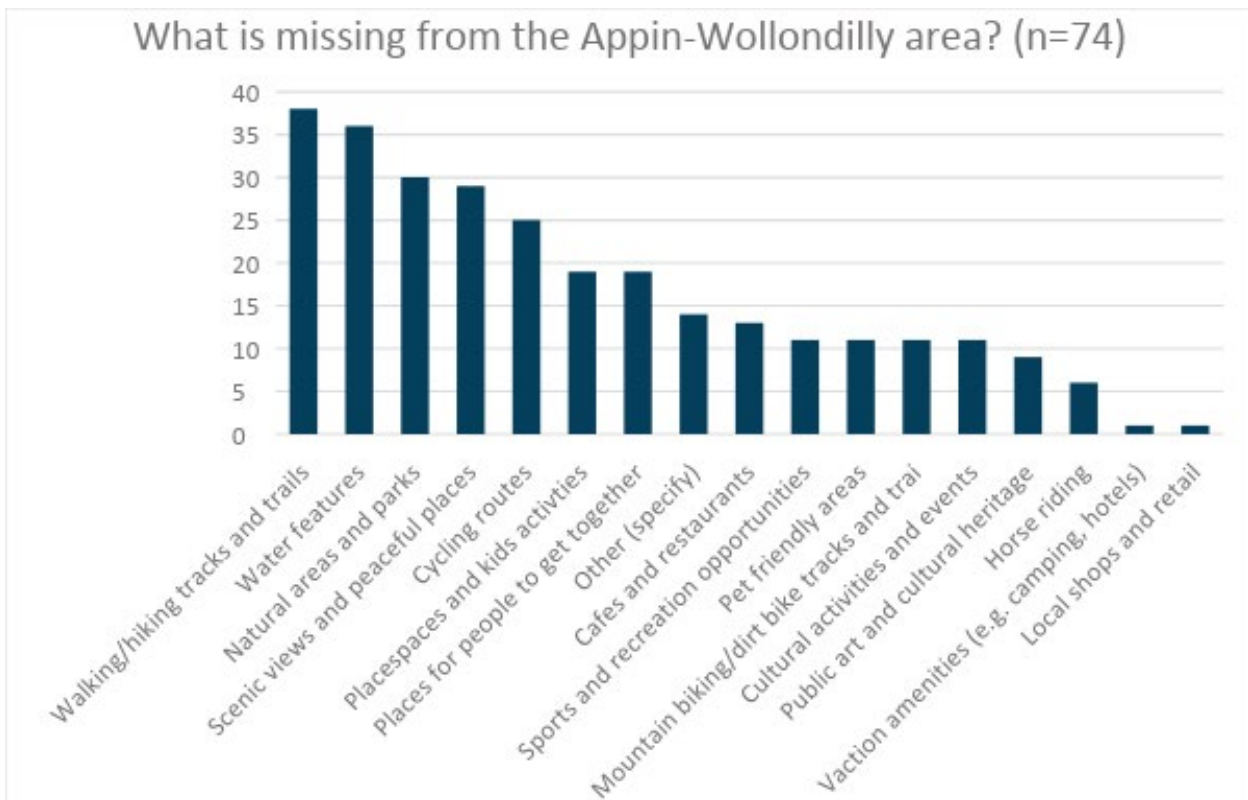 What is missing from the Appin-Wollondilly area? (n=74)
40
35
30
25
20
15
10
5
0
Walking/hiking tracks and trails
Water features
Natural areas and parks
Scenic views and peaceful places
Cycling routes
Placespaces and kids activties
Places for people to get together
Other (specify)
Cafes and restaurants
Sports and recreation opportunities
Pet friendly areas
Mountain biking/dirt bike tracks and trai
Cultural activities and events
Public art and cultural heritage
Horse riding
Vaction amenities (e.g. camping, hotels)
Local shops and retail